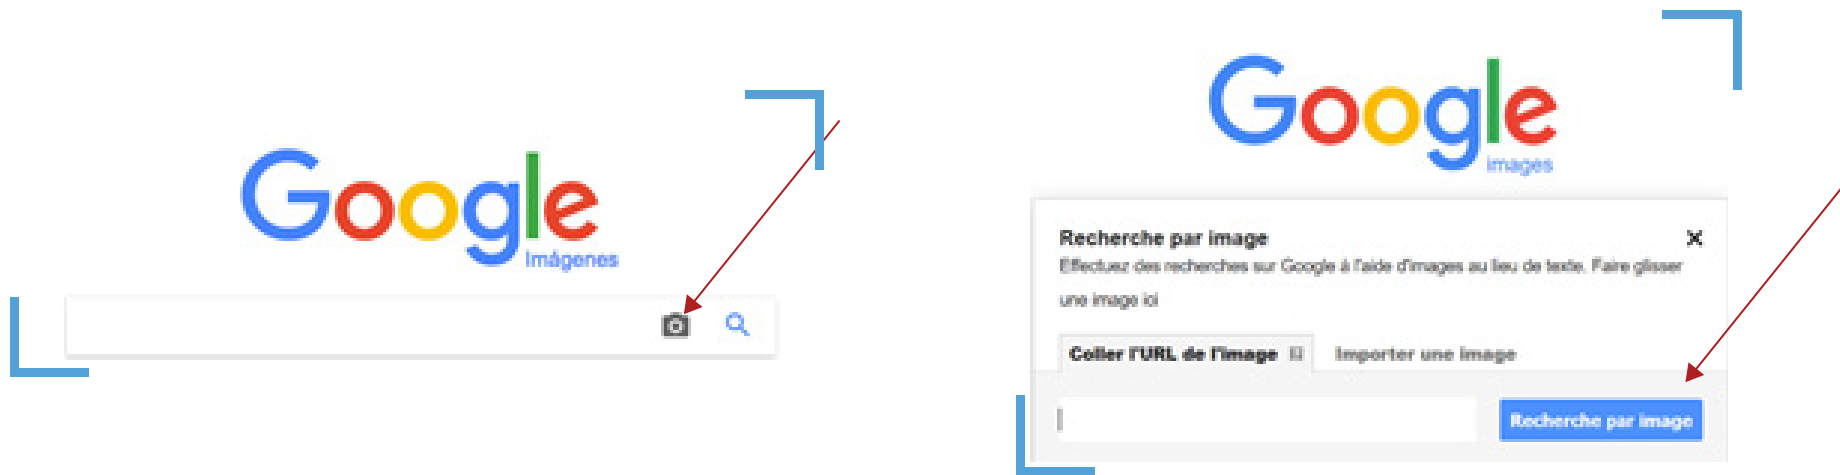 Google
Imágenes
Google
images
Recherche par image
Effectuez des recherches sur Google à l'aide d'images au lieu de texte. Faire glisser
une image ici
Coller l'URL de l'image
Importer une image
Recherche par image